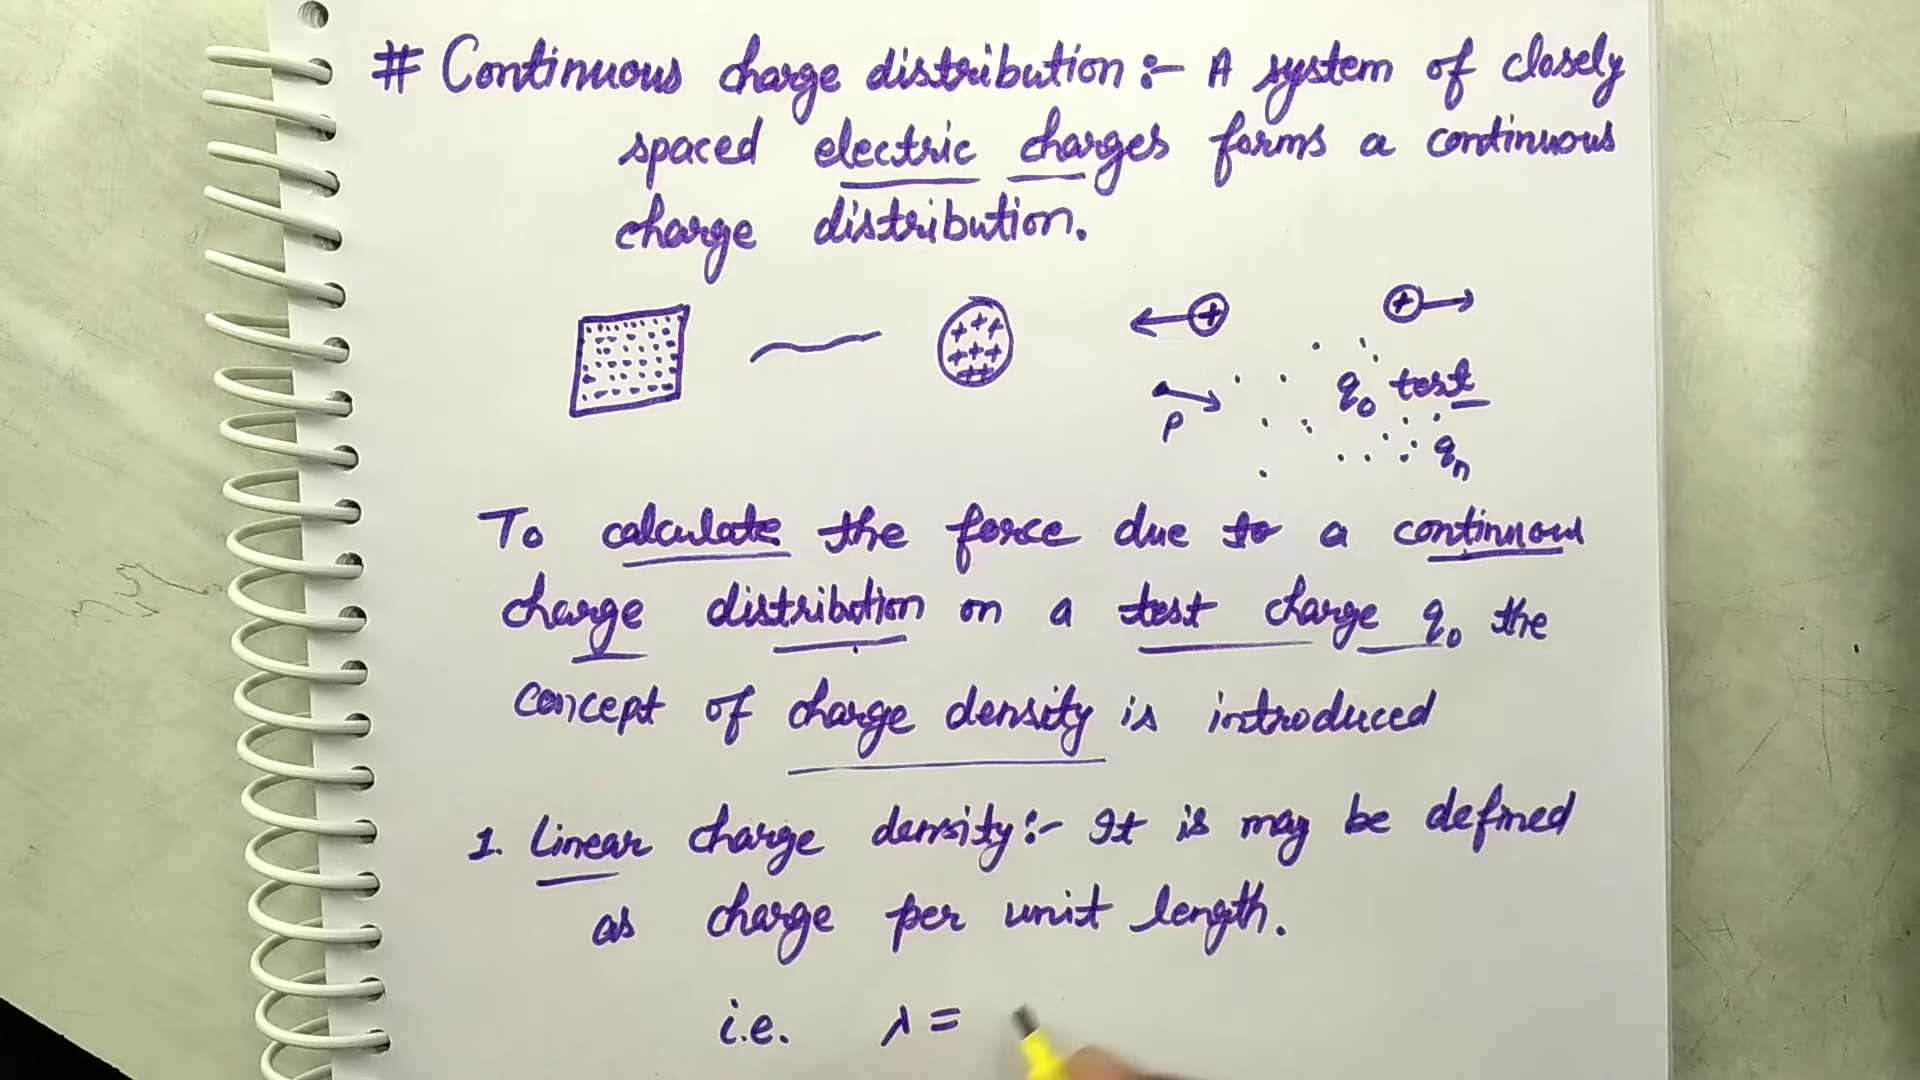 # Continuous charge distribution :- A system of closely
spaced electric charges forms a continuous
charge distribution.
+ +
q₀ test
P
qₙ
To calculate the force due to a continuous
charge distribution on a test charge q₀ the
concept of charge density is introduced
1. Linear charge density :- It is may be defined
as charge per unit length.
i.e. λ =